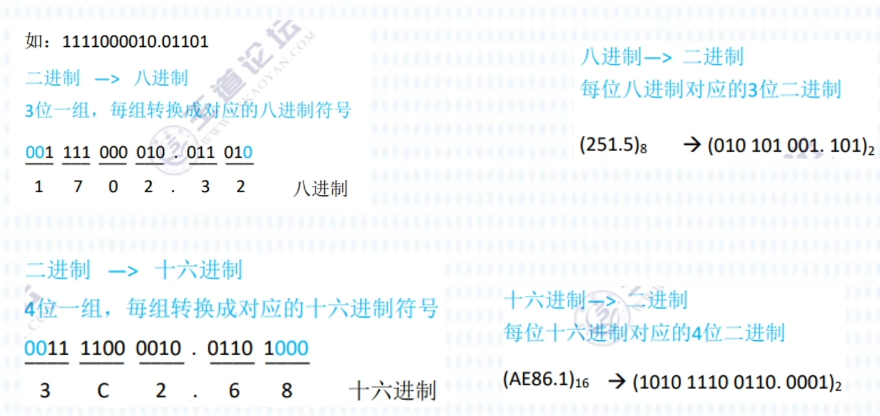 如：1111000010.01101
二进制 —> 八进制
3位一组，每组转换成对应的八进制符号
001 111 000 010 . 011 010
1 7 0 2 . 3 2 八进制
八进制—> 二进制
每位八进制对应的3位二进制
(251.5)8 → (010 101 001. 101)2
二进制 —> 十六进制
4位一组，每组转换成对应的十六进制符号
0011 1100 0010 . 0110 1000
3 C 2 . 6 8 十六进制
十六进制—> 二进制
每位十六进制对应的4位二进制
(AE86.1)16 → (1010 1110 0110. 0001)2
王道论坛